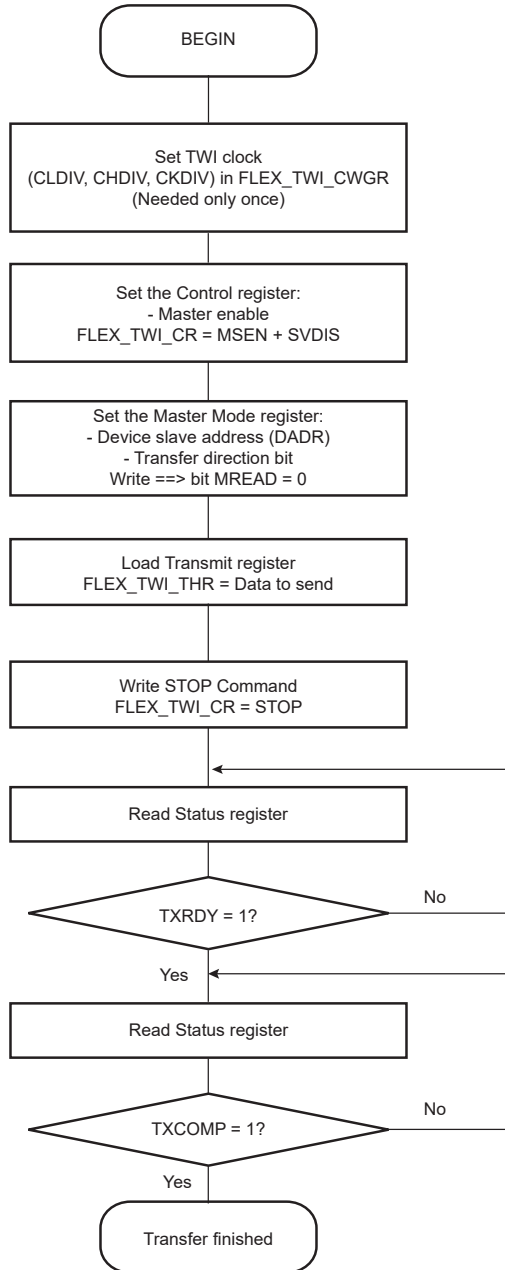 BEGIN
Set TWI clock
(CLDIV, CHDIV, CKDIV) in FLEX_TWI_CWGR
(Needed only once)
Set the Control register:
- Master enable
FLEX_TWI_CR = MSEN + SVDIS
Set the Master Mode register:
- Device slave address (DADR)
- Transfer direction bit
Write ==> bit MREAD = 0
Load Transmit register
FLEX_TWI_THR = Data to send
Write STOP Command
FLEX_TWI_CR = STOP
Read Status register
TXRDY = 1?
No
Yes
Read Status register
TXCOMP = 1?
No
Yes
Transfer finished